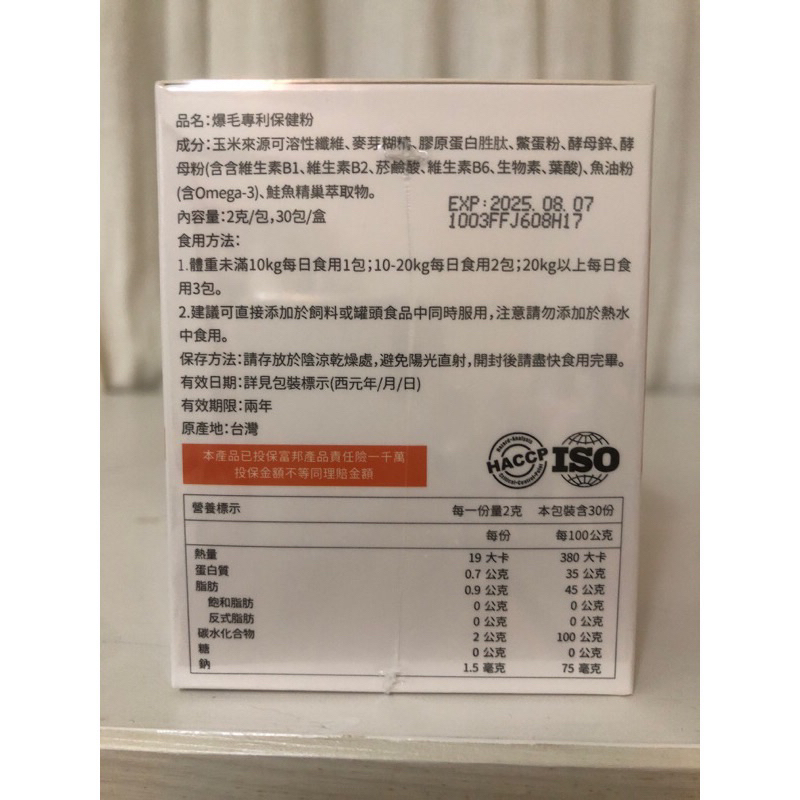 品名：爆毛專利保健粉
成分：玉米來源可溶性纖維、麥芽糊精、膠原蛋白胜肽、鱉蛋粉、酵母鋅、酵
母粉(含含維生素B1、維生素B2、菸鹼酸、維生素B6、生物素、葉酸)、魚油粉
(含Omega-3)、鮭魚精巢萃取物。
EXP:2025.08.07
1003FFJ608H17
內容量：2克/包，30包/盒
食用方法：
1.體重未滿10kg每日食用1包；10-20kg每日食用2包；20kg以上每日食
用3包。
2.建議可直接添加於飼料或罐頭食品中同時服用，注意請勿添加於熱水
中食用。
保存方法：請存放於陰涼乾燥處，避免陽光直射，開封後請盡快食用完畢。
有效日期：詳見包裝標示(西元年/月/日)
有效期限：兩年
原產地：台灣
本產品已投保富邦產品責任險一千萬
投保金額不等同理賠金額
Hazard-Analysis
HACCP
Critical-Control-Point
ISO
營養標示 每一份量2克 本包裝含30份
每份 每100公克
熱量 19 大卡 380 大卡
蛋白質 0.7 公克 35 公克
脂肪 0.9 公克 45 公克
飽和脂肪 0 公克 0 公克
反式脂肪 0 公克 0 公克
碳水化合物 2 公克 100 公克
糖 0 公克 0 公克
鈉 1.5 毫克 75 毫克